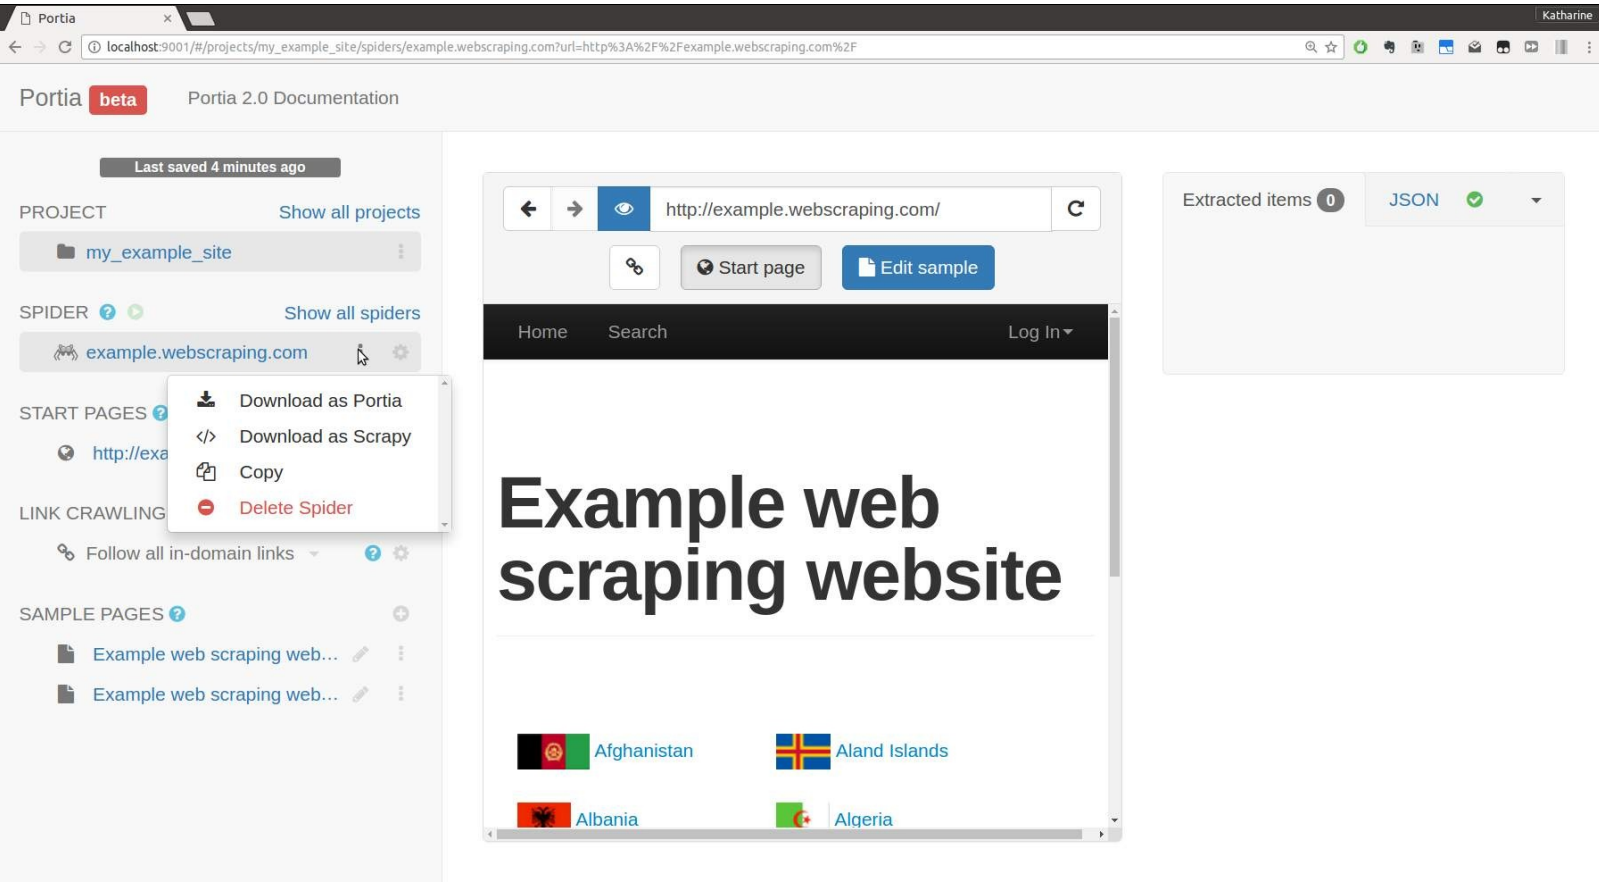 Portia
Katharine
localhost:9001/#/projects/my_example_site/spiders/example.webscraping.com?url=http%3A%2F%2Fexample.webscraping.com%2F
Portia beta Portia 2.0 Documentation
Last saved 4 minutes ago
PROJECT Show all projects
my_example_site
SPIDER ? Show all spiders
example.webscraping.com
Download as Portia
Download as Scrapy
Copy
Delete Spider
START PAGES ?
http://exa
LINK CRAWLING
Follow all in-domain links ?
SAMPLE PAGES ?
Example web scraping web...
Example web scraping web...
http://example.webscraping.com/
Start page Edit sample
Home Search Log In
Example web
scraping website
Afghanistan Aland Islands
Albania Algeria
Extracted items 0 JSON